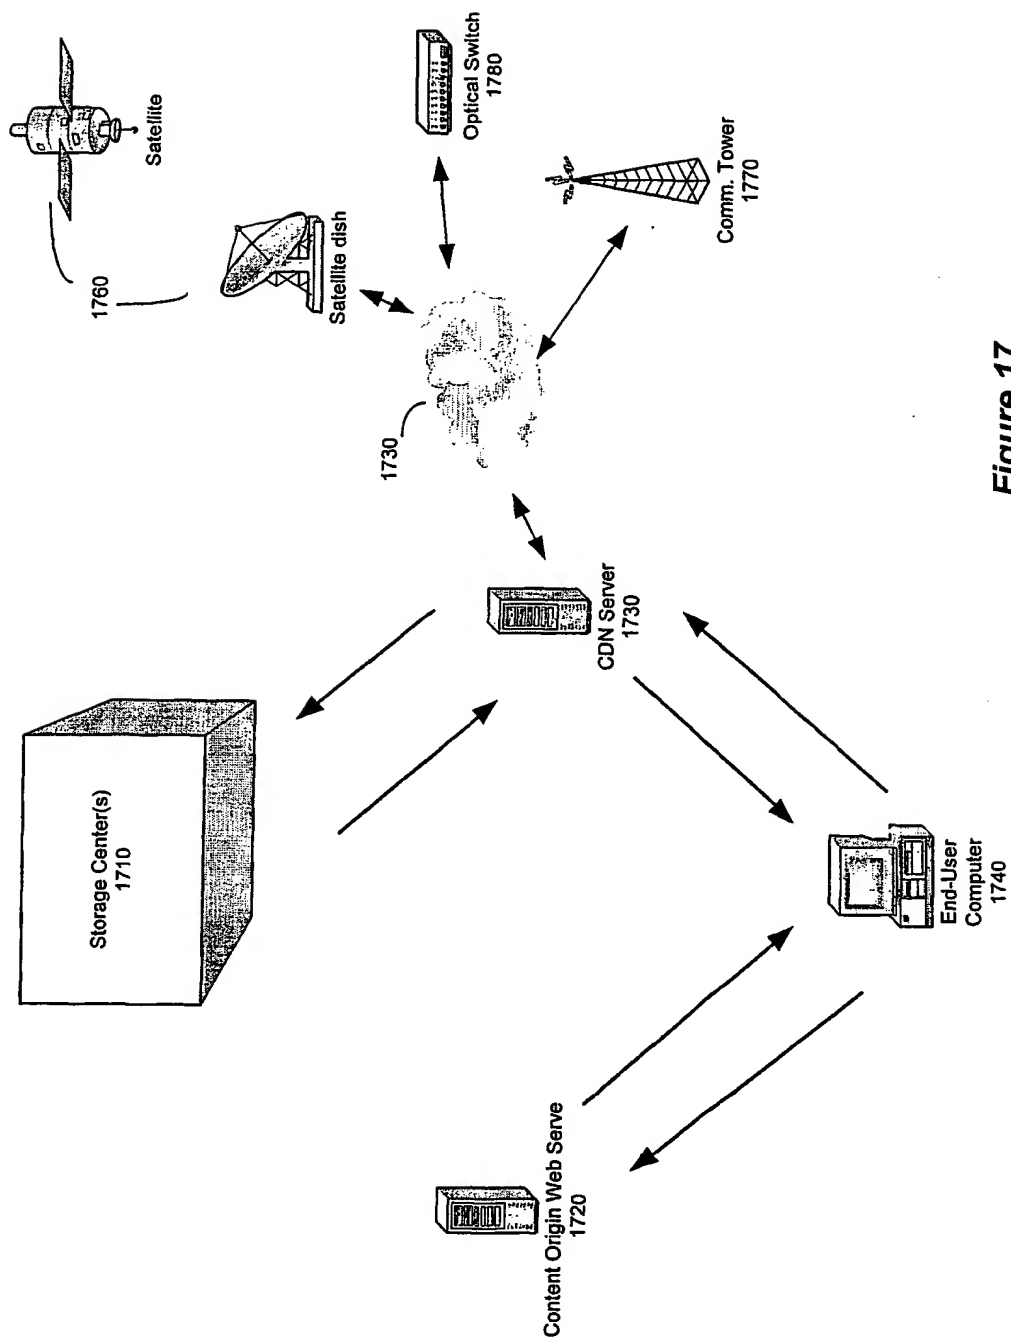 Storage Center(s)
1710
Content Origin Web Serve
1720
CDN Server
1730
End-User
Computer
1740
1730
1760
Satellite
Satellite dish
Optical Switch
1780
Comm. Tower
1770
Figure 17